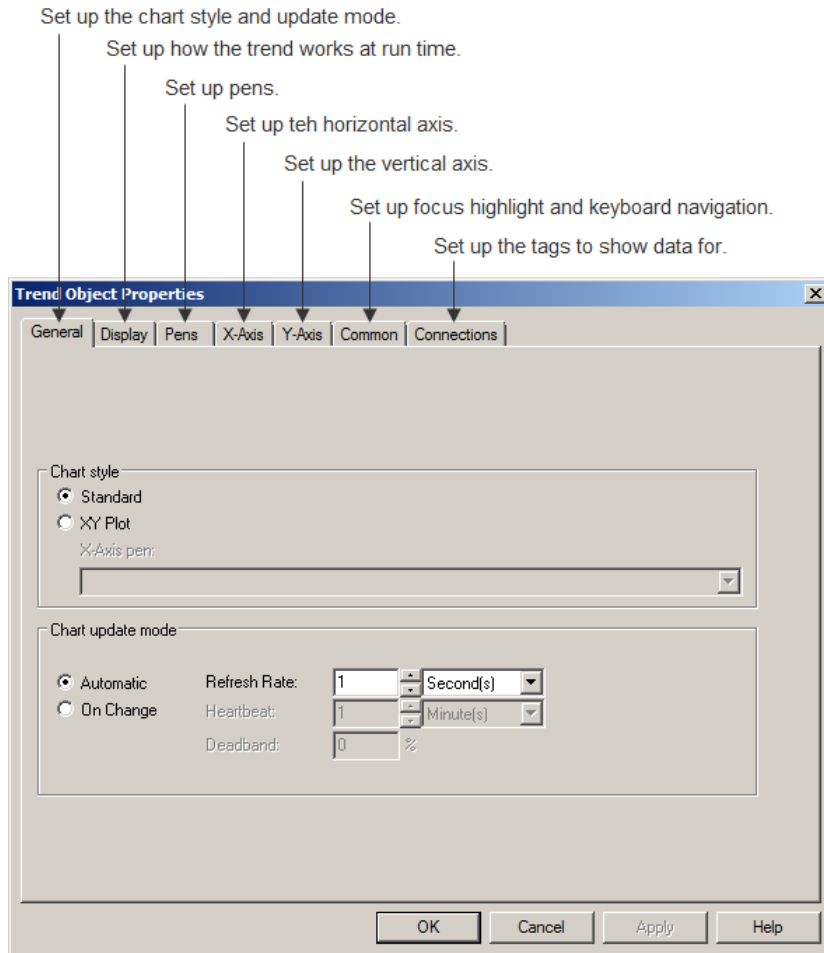 Set up the chart style and update mode.
Set up how the trend works at run time.
Set up pens.
Set up teh horizontal axis.
Set up the vertical axis.
Set up focus highlight and keyboard navigation.
Set up the tags to show data for.
Trend Object Properties
General Display Pens X-Axis Y-Axis Common Connections
Chart style
Standard
XY Plot
X-Axis pen:
Chart update mode
Automatic Refresh Rate: 1 Second(s)
On Change Heartbeat: 1 Minute(s)
Deadband: 0 %
OK Cancel Apply Help